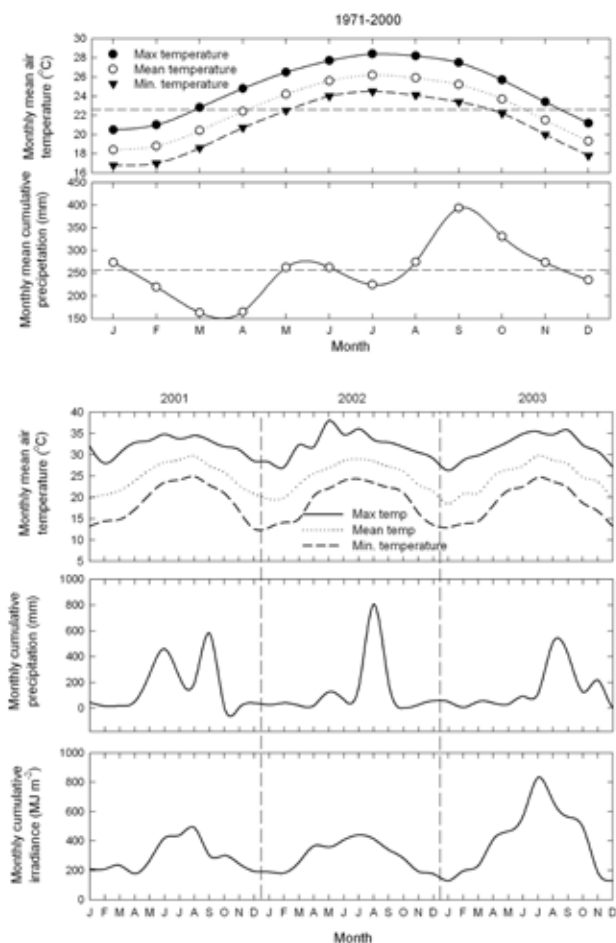 1971-2000
Monthly mean air
temperature (°C)
30
28
26
24
22
20
18
16
Max temperature
Mean temperature
Min. temperature
Monthly mean cumulative
precipetation (mm)
450
400
350
300
250
200
150
J F M A M J J A S O N D
Month
2001 2002 2003
Monthly mean air
temperature (°C)
40
35
30
25
20
15
10
5
Max temp
Mean temp
Min. temperature
Monthly cumulative
precipitation (mm)
1000
800
600
400
200
0
Monthly cumulative
irradiance (MJ m⁻²)
1000
800
600
400
200
0
J F M A M J J A S O N D J F M A M J J A S O N D J F M A M J J A S O N D
Month